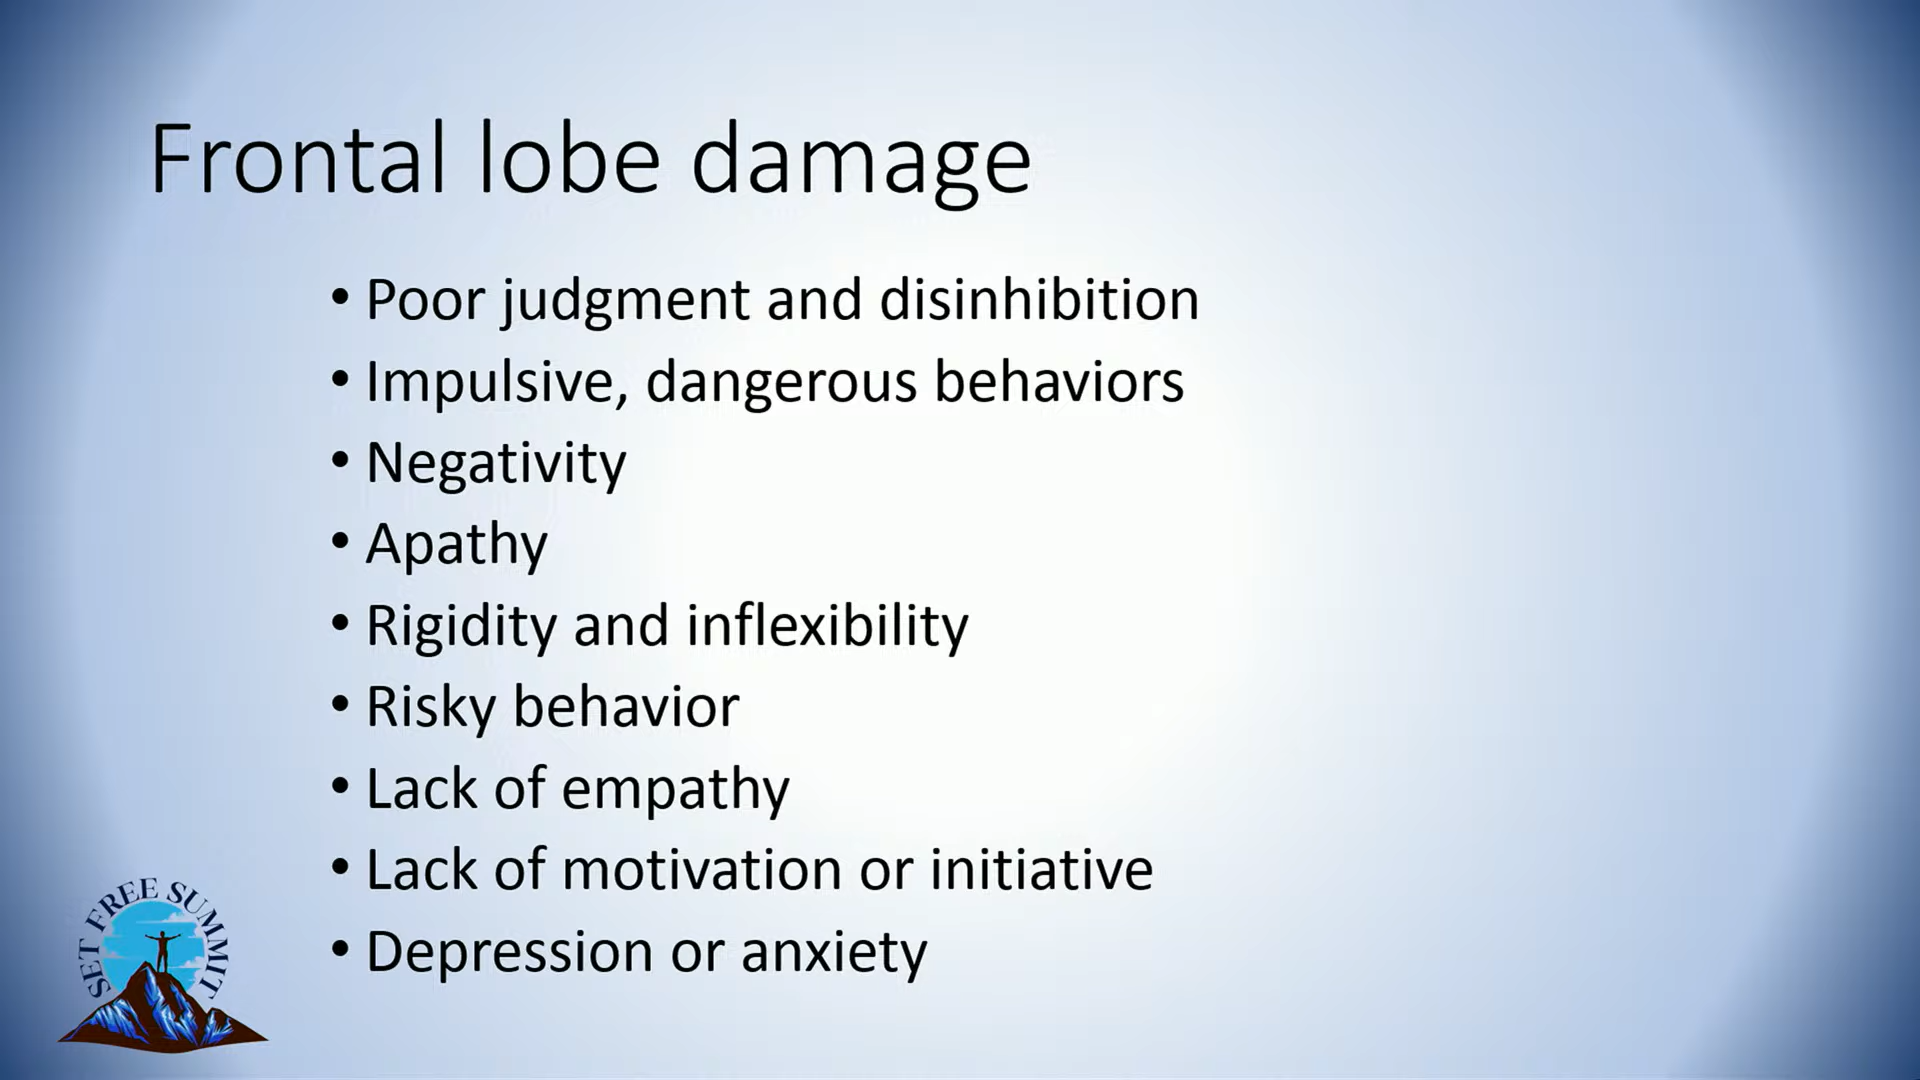 Frontal lobe damage
• Poor judgment and disinhibition
• Impulsive, dangerous behaviors
• Negativity
• Apathy
• Rigidity and inflexibility
• Risky behavior
• Lack of empathy
• Lack of motivation or initiative
• Depression or anxiety
SET FREE SUMMIT